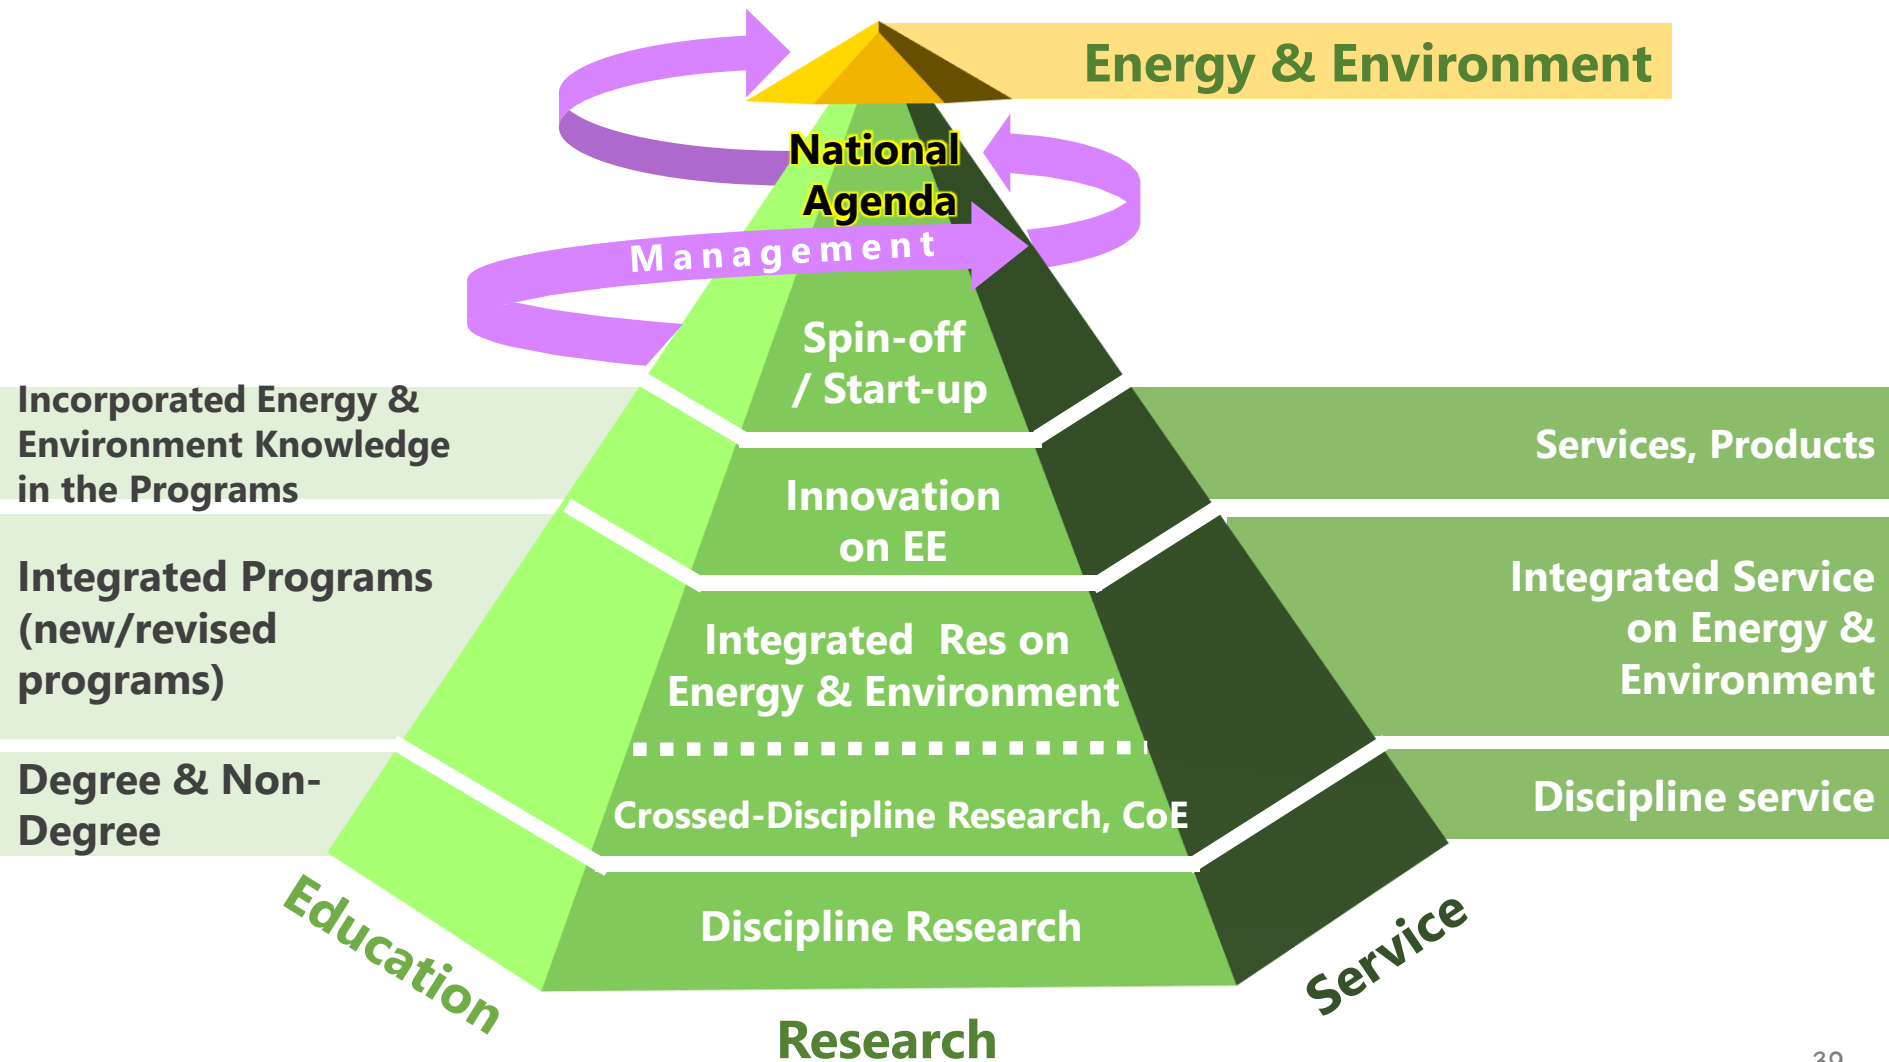 Energy & Environment
National
Agenda
Management
Spin-off
/ Start-up
Incorporated Energy &
Environment Knowledge
in the Programs
Services, Products
Innovation
on EE
Integrated Programs
(new/revised
programs)
Integrated Res on
Energy & Environment
Integrated Service
on Energy &
Environment
Degree & Non-
Degree
Crossed-Discipline Research, CoE
Discipline service
Discipline Research
Education
Research
Service